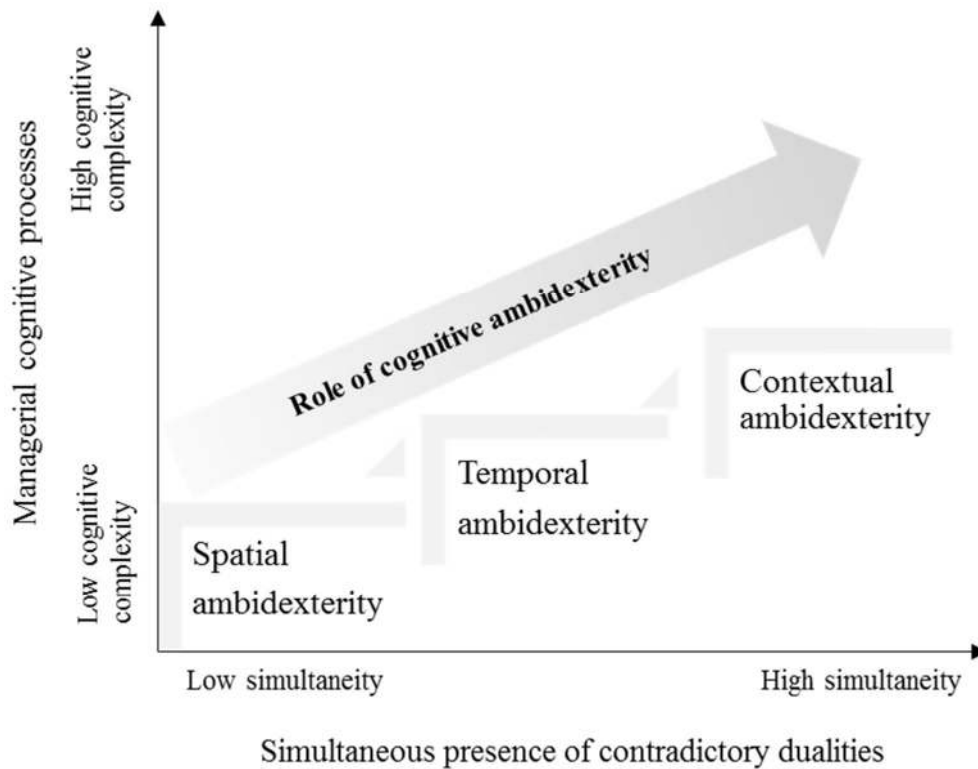 Managerial cognitive processes
High cognitive
complexity
Low cognitive
complexity
Role of cognitive ambidexterity
Contextual
ambidexterity
Temporal
ambidexterity
Spatial
ambidexterity
Low simultaneity
High simultaneity
Simultaneous presence of contradictory dualities